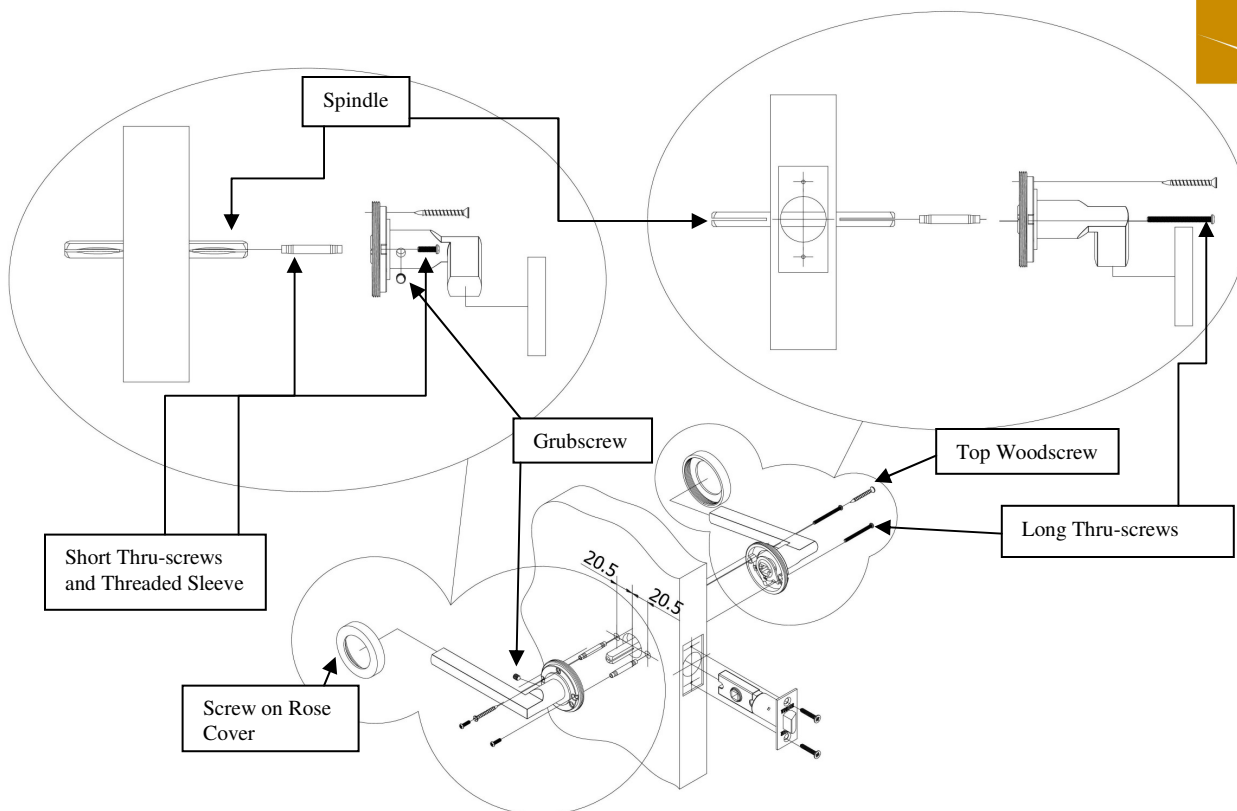 Spindle
Grubscrew
Top Woodscrew
Long Thru-screws
Short Thru-screws
and Threaded Sleeve
20.5
20.5
Screw on Rose
Cover